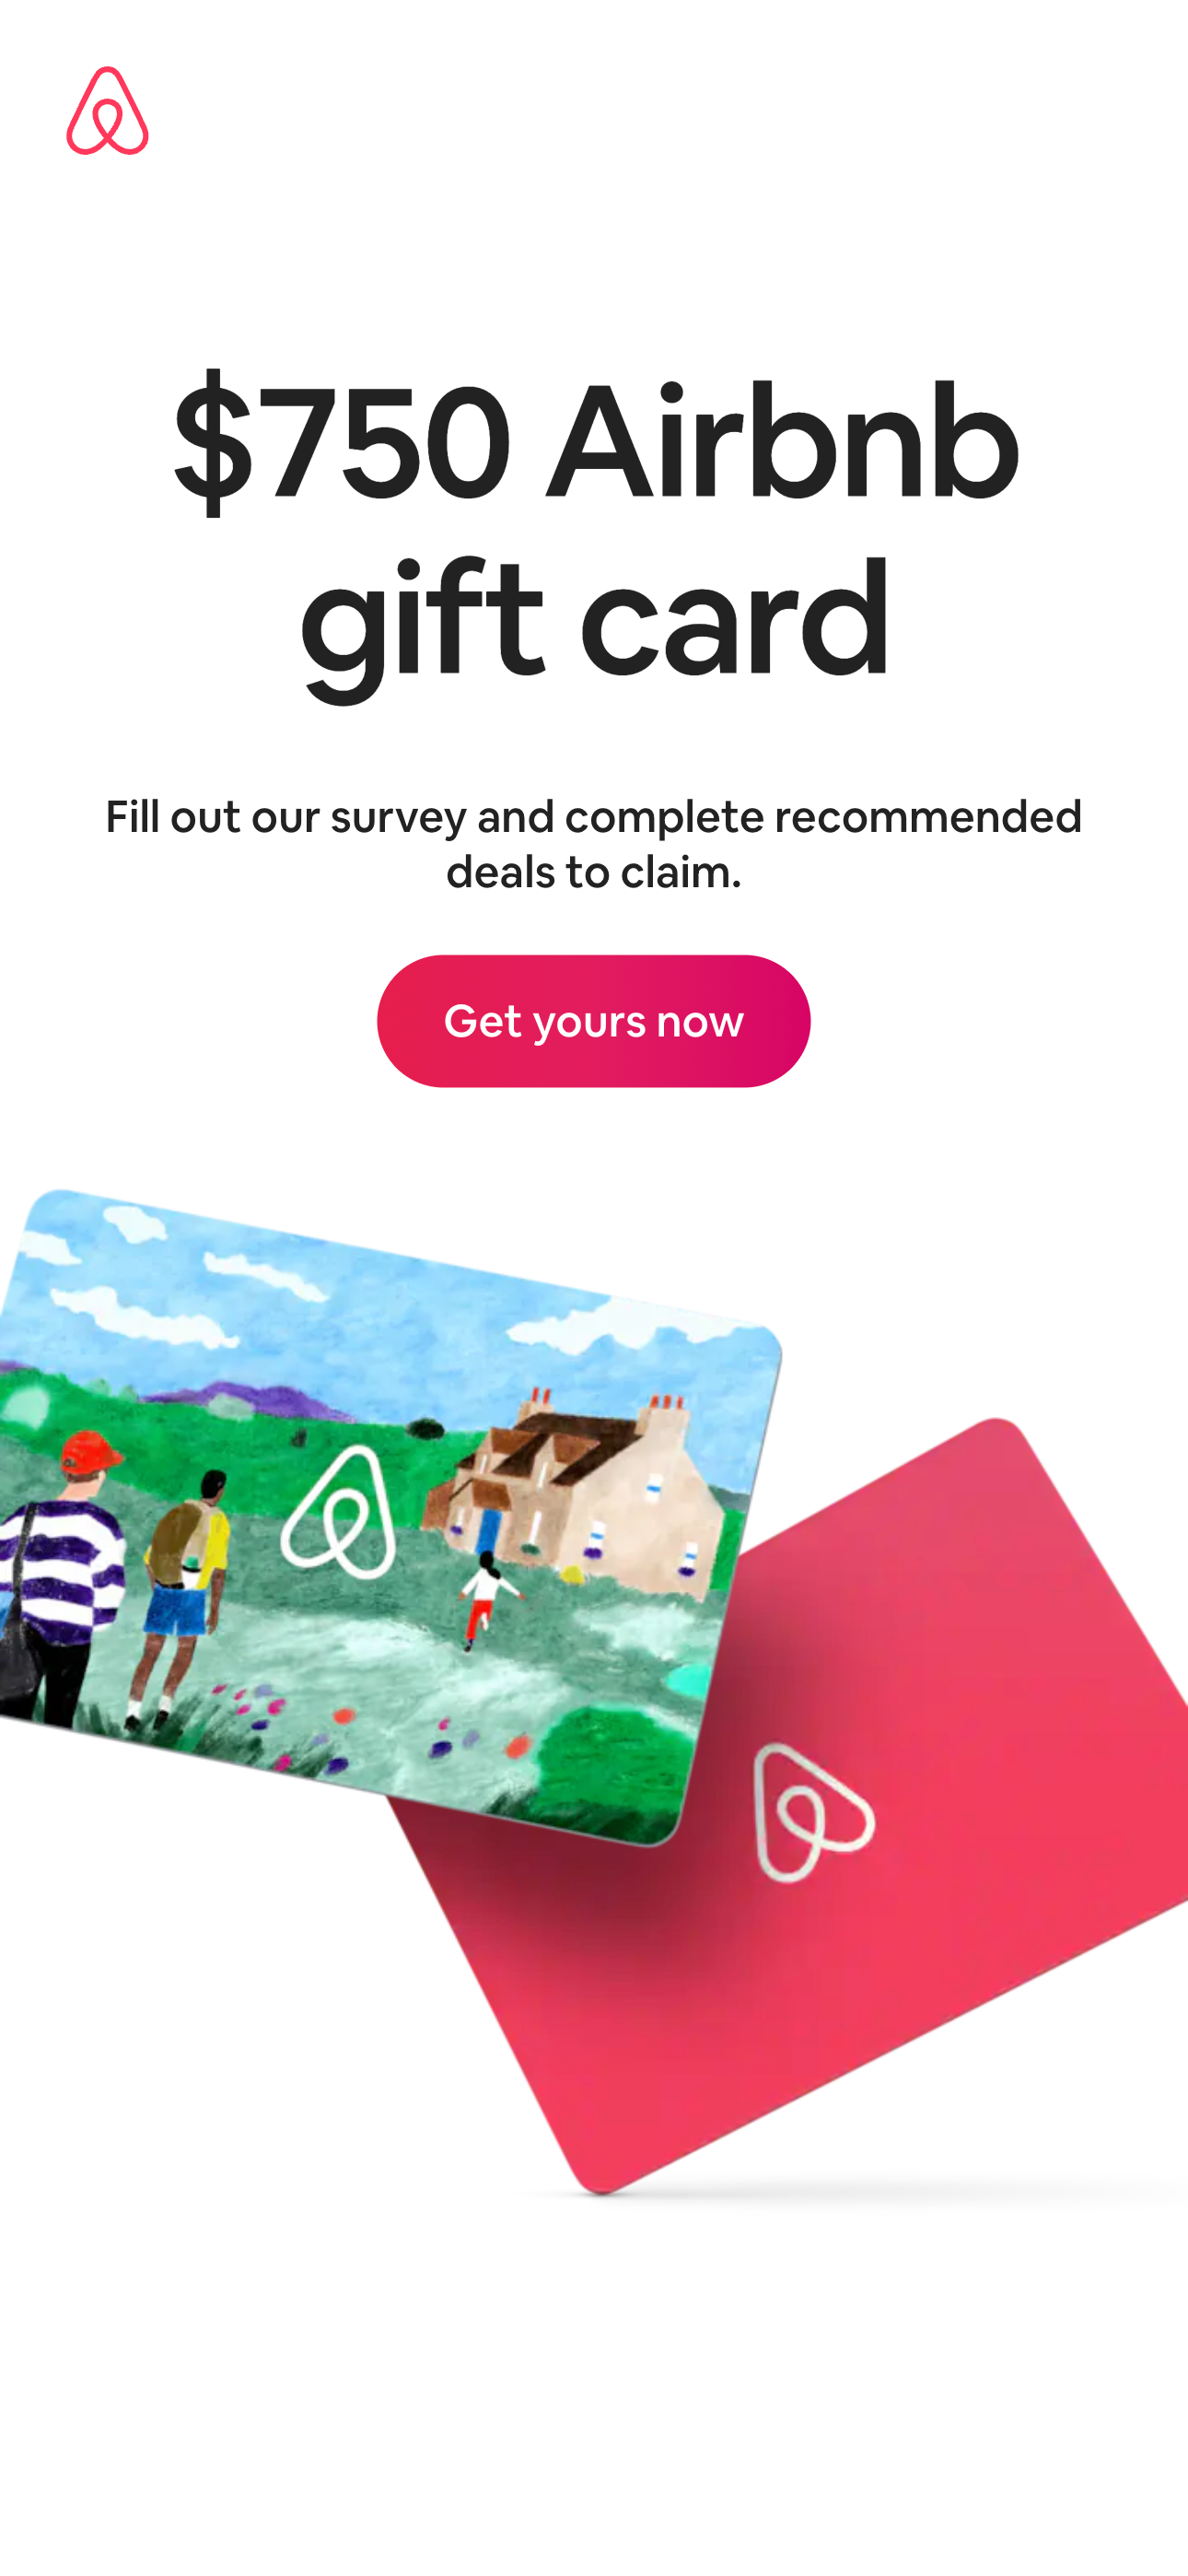 $750 Airbnb
gift card
Fill out our survey and complete recommended
deals to claim.
Get yours now